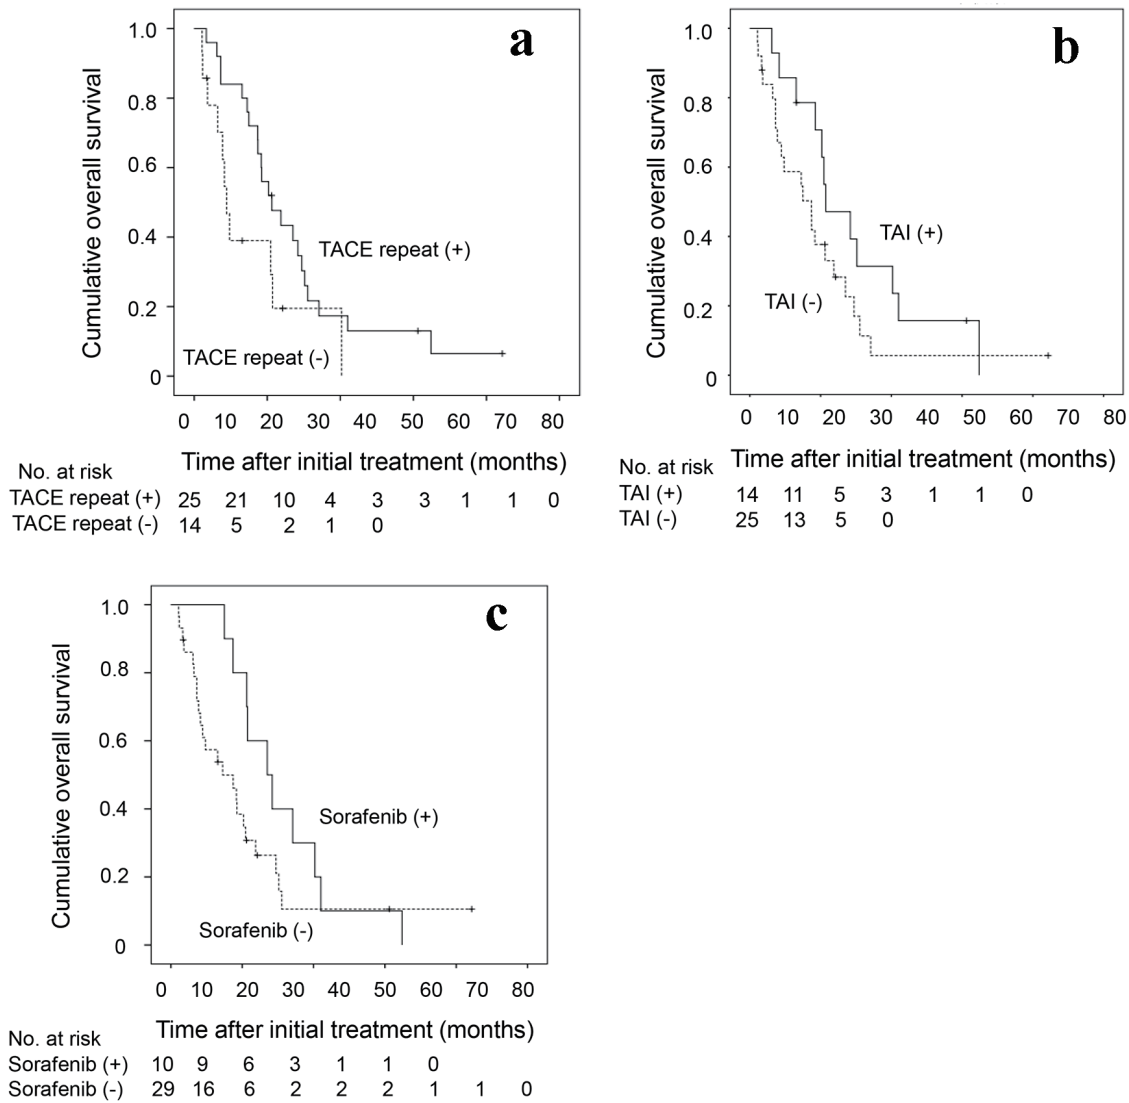 a
1.0
0.8
0.6
0.4
0.2
0
Cumulative overall survival
TACE repeat (+)
TACE repeat (-)
0 10 20 30 40 50 60 70 80
Time after initial treatment (months)
No. at risk
TACE repeat (+) 25 21 10 4 3 3 1 1 0
TACE repeat (-) 14 5 2 1 0
b
1.0
0.8
0.6
0.4
0.2
0
Cumulative overall survival
TAI (+)
TAI (-)
0 10 20 30 40 50 60 70 80
Time after initial treatment (months)
No. at risk
TAI (+) 14 11 5 3 1 1 0
TAI (-) 25 13 5 0
c
1.0
0.8
0.6
0.4
0.2
0
Cumulative overall survival
Sorafenib (+)
Sorafenib (-)
0 10 20 30 50 60 70 80
Time after initial treatment (months)
No. at risk
Sorafenib (+) 10 9 6 3 1 1 0
Sorafenib (-) 29 16 6 2 2 2 1 1 0